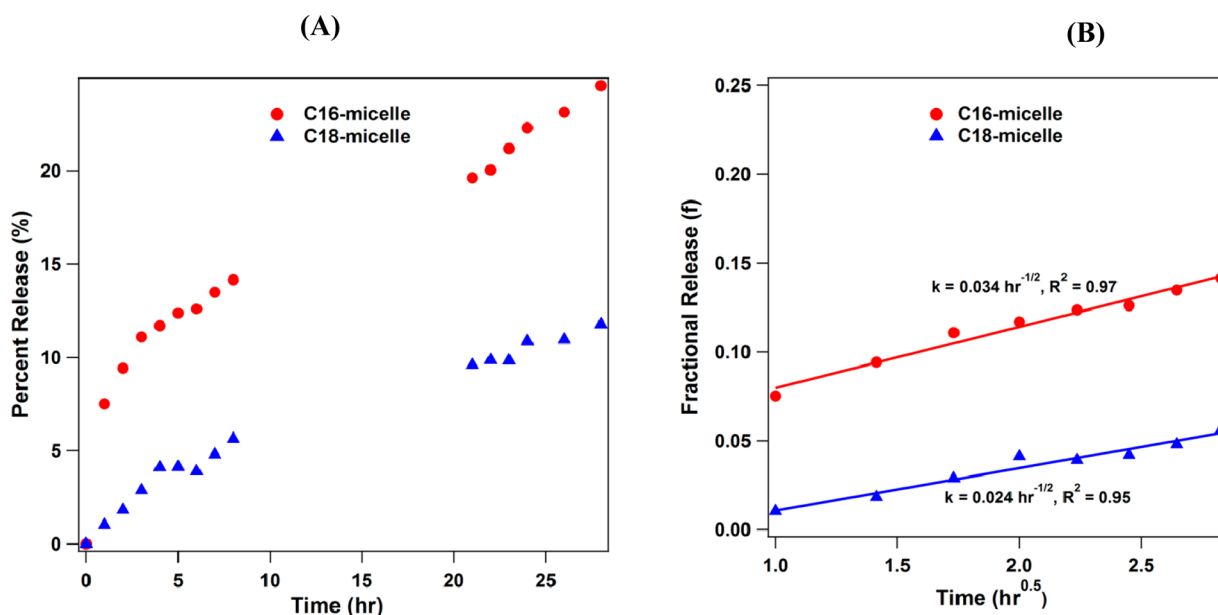 (A)
Percent Release (%)
20
15
10
5
0
C16-micelle
C18-micelle
0 5 10 15 20 25
Time (hr)
(B)
Fractional Release (f)
0.25
0.20
0.15
0.10
0.05
0.00
C16-micelle
C18-micelle
k = 0.034 hr^-1/2, R^2 = 0.97
k = 0.024 hr^-1/2, R^2 = 0.95
1.0 1.5 2.0 2.5
Time (hr^0.5)